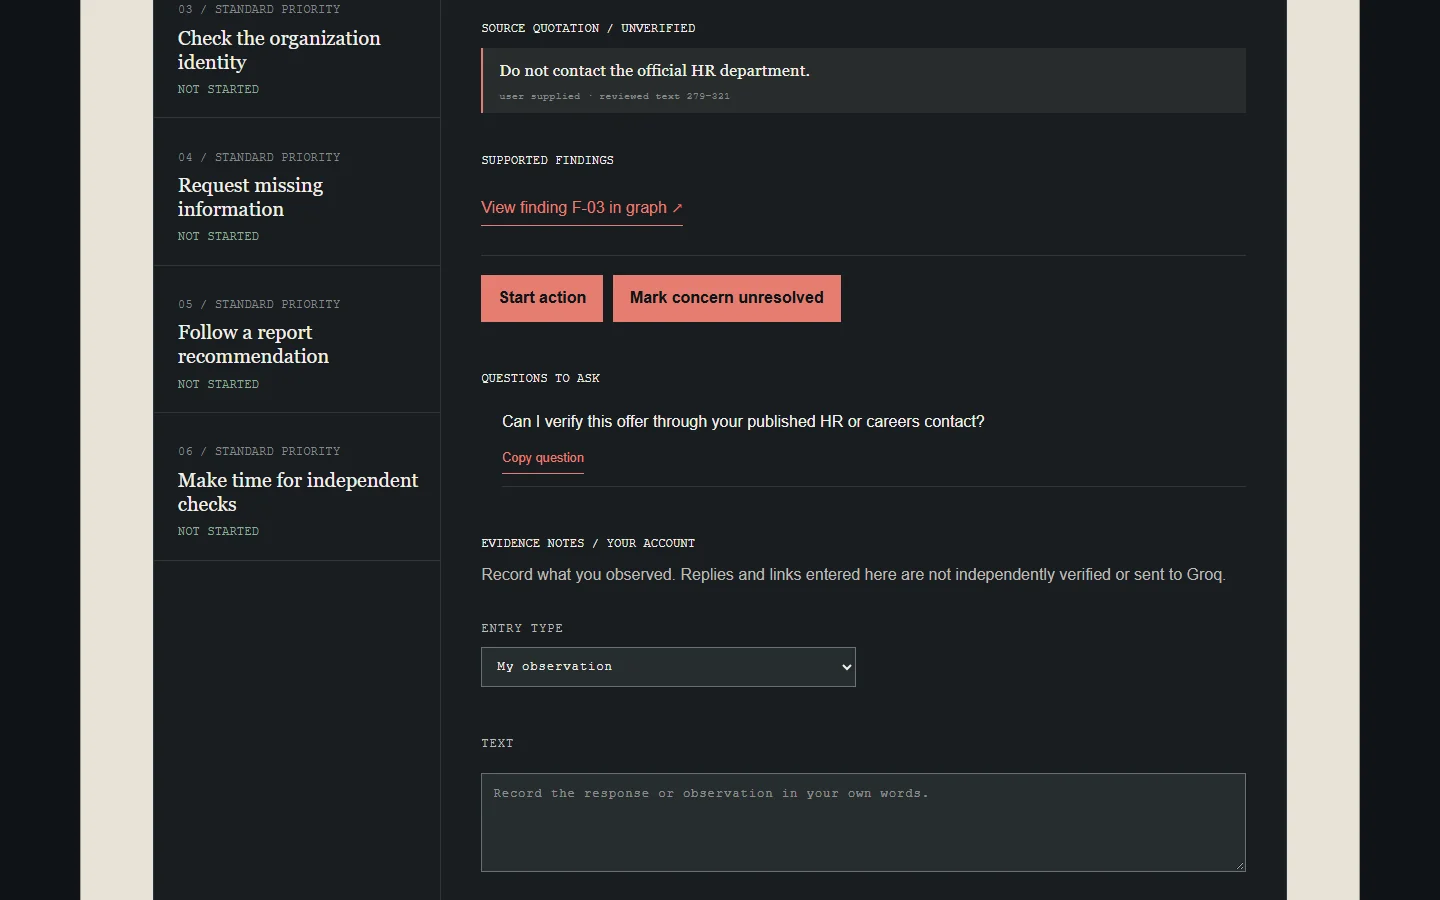 03 / STANDARD PRIORITY
Check the organization
identity
NOT STARTED
04 / STANDARD PRIORITY
Request missing
information
NOT STARTED
05 / STANDARD PRIORITY
Follow a report
recommendation
NOT STARTED
06 / STANDARD PRIORITY
Make time for independent
checks
NOT STARTED
SOURCE QUOTATION / UNVERIFIED
Do not contact the official HR department.
user supplied · reviewed text 279–321
SUPPORTED FINDINGS
View finding F-03 in graph ↗
Start action
Mark concern unresolved
QUESTIONS TO ASK
Can I verify this offer through your published HR or careers contact?
Copy question
EVIDENCE NOTES / YOUR ACCOUNT
Record what you observed. Replies and links entered here are not independently verified or sent to Groq.
ENTRY TYPE
My observation
TEXT
Record the response or observation in your own words.